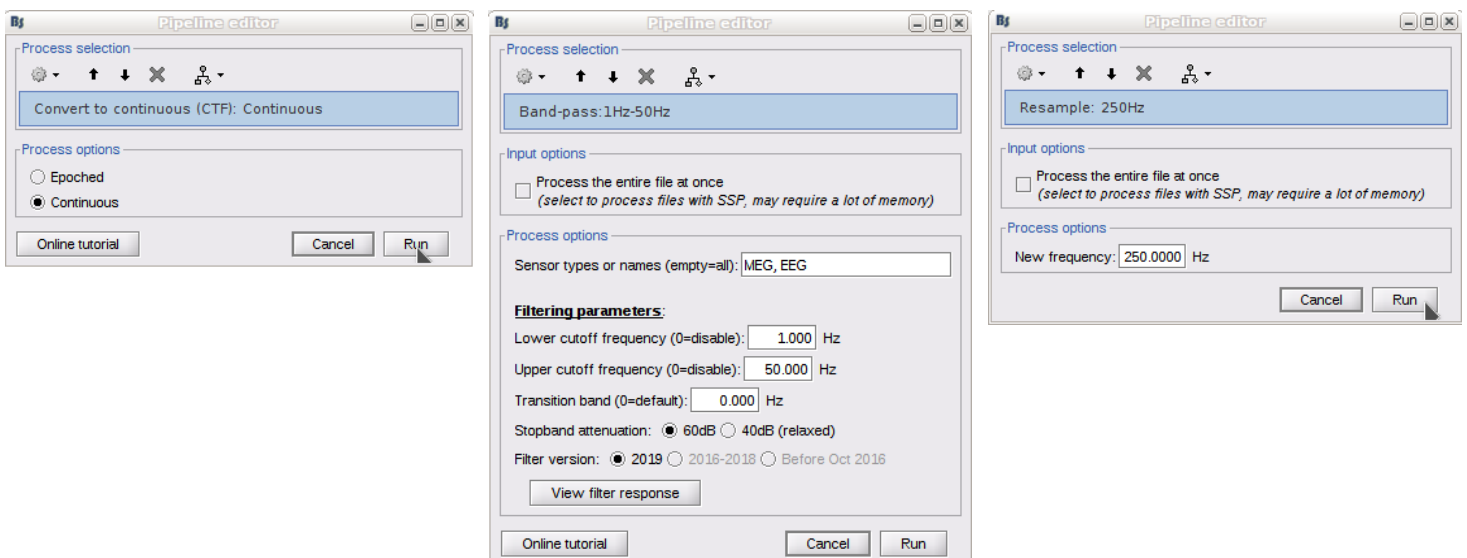 Bs Pipeline editor
Process selection
Convert to continuous (CTF): Continuous
Process options
Epoched
Continuous
Online tutorial Cancel Run
Bs Pipeline editor
Process selection
Band-pass:1Hz-50Hz
Input options
Process the entire file at once
(select to process files with SSP, may require a lot of memory)
Process options
Sensor types or names (empty=all): MEG, EEG
Filtering parameters:
Lower cutoff frequency (0=disable): 1.000 Hz
Upper cutoff frequency (0=disable): 50.000 Hz
Transition band (0=default): 0.000 Hz
Stopband attenuation: 60dB 40dB (relaxed)
Filter version: 2019 2016-2018 Before Oct 2016
View filter response
Online tutorial Cancel Run
Bs Pipeline editor
Process selection
Resample: 250Hz
Input options
Process the entire file at once
(select to process files with SSP, may require a lot of memory)
Process options
New frequency: 250.0000 Hz
Cancel Run